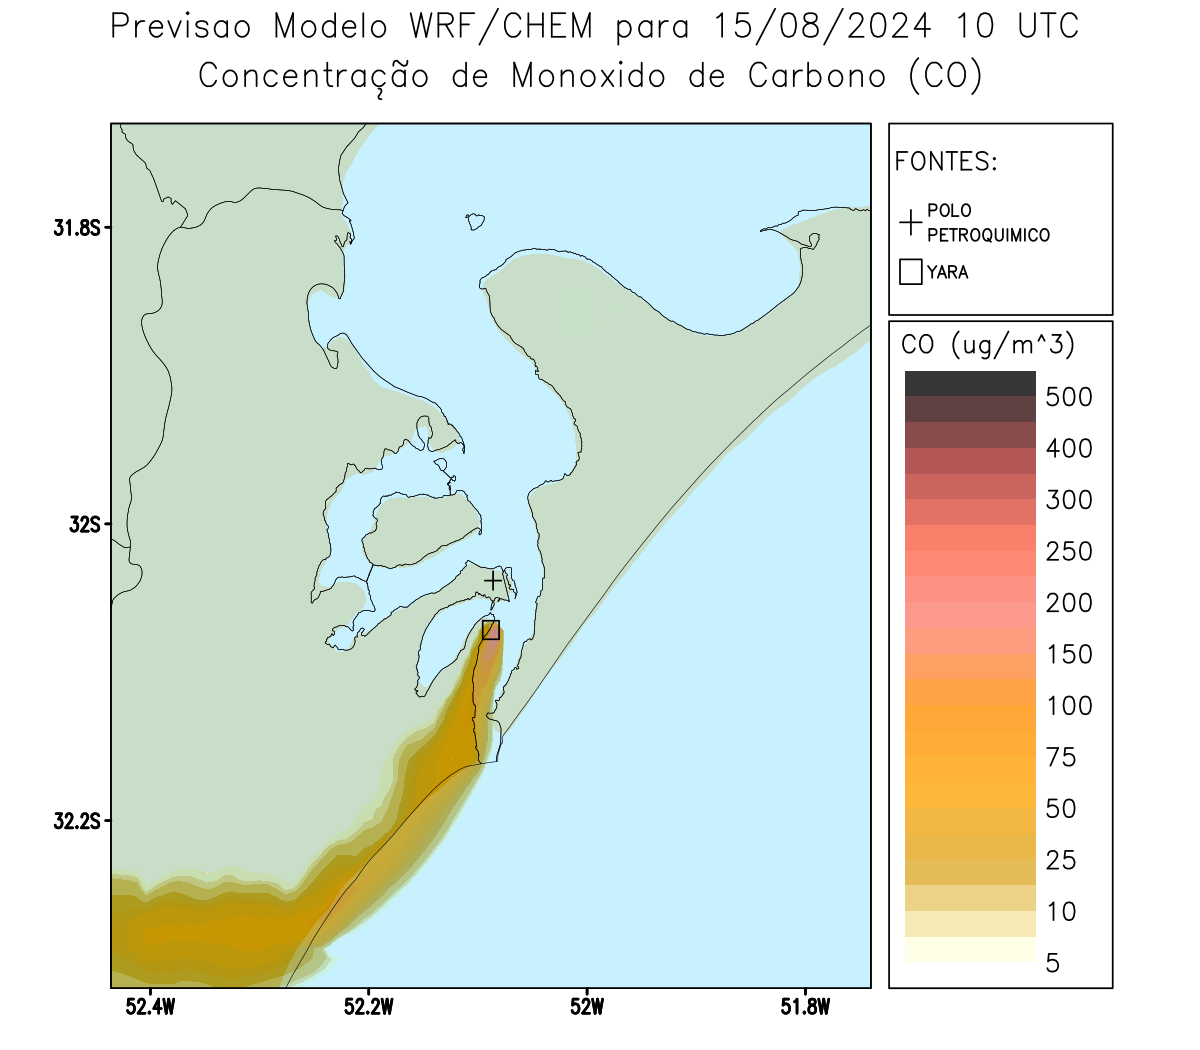 Previsao Modelo WRF/CHEM para 15/08/2024 10 UTC
Concentração de Monoxido de Carbono (CO)
FONTES:
POLO
PETROQUIMICO
YARA
CO (ug/m^3)
500
400
300
250
200
150
100
75
50
25
10
5
31.8S
32S
32.2S
52.4W
52.2W
52W
51.8W